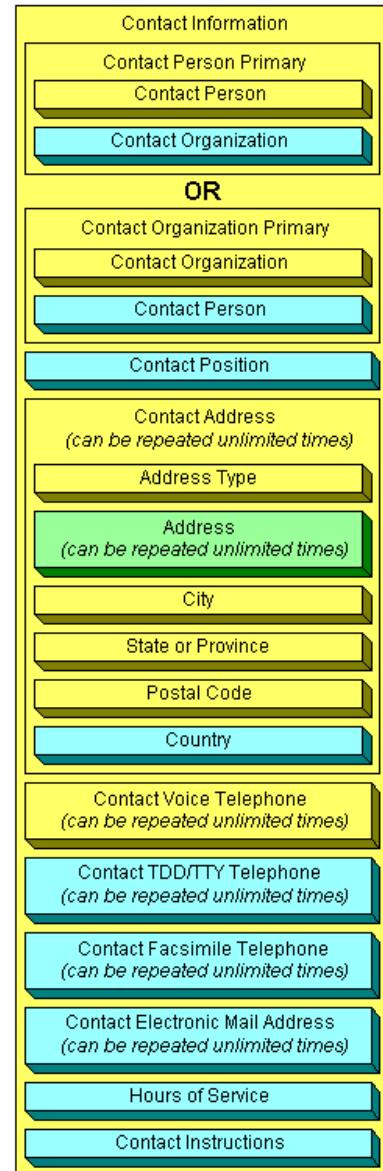 Contact Information
Contact Person Primary
Contact Person
Contact Organization
OR
Contact Organization Primary
Contact Organization
Contact Person
Contact Position
Contact Address
(can be repeated unlimited times)
Address Type
Address
(can be repeated unlimited times)
City
State or Province
Postal Code
Country
Contact Voice Telephone
(can be repeated unlimited times)
Contact TDD/TTY Telephone
(can be repeated unlimited times)
Contact Facsimile Telephone
(can be repeated unlimited times)
Contact Electronic Mail Address
(can be repeated unlimited times)
Hours of Service
Contact Instructions